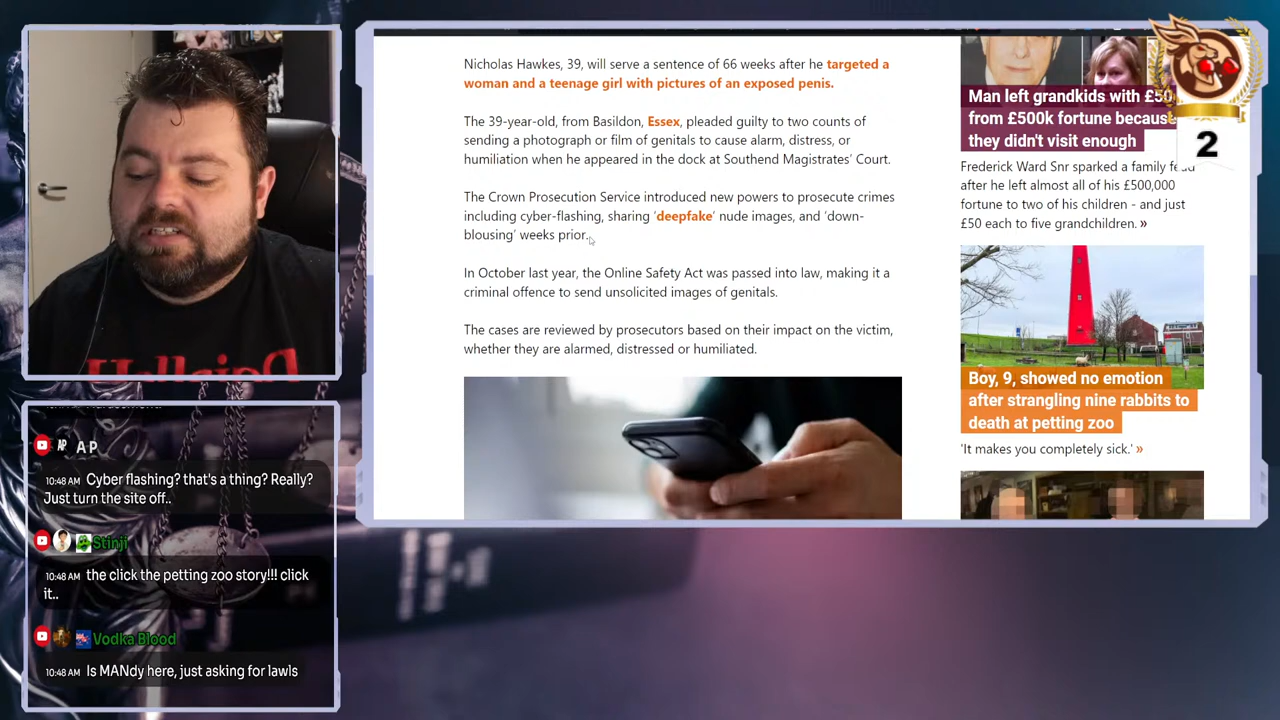 Nicholas Hawkes, 39, will serve a sentence of 66 weeks after he targeted a
woman and a teenage girl with pictures of an exposed penis.
The 39-year-old, from Basildon, Essex, pleaded guilty to two counts of
sending a photograph or film of genitals to cause alarm, distress, or
humiliation when he appeared in the dock at Southend Magistrates' Court.
The Crown Prosecution Service introduced new powers to prosecute crimes
including cyber-flashing, sharing 'deepfake' nude images, and 'down-
blousing' weeks prior.
In October last year, the Online Safety Act was passed into law, making it a
criminal offence to send unsolicited images of genitals.
The cases are reviewed by prosecutors based on their impact on the victim,
whether they are alarmed, distressed or humiliated.
Man left grandkids with £50
from £500k fortune because
they didn't visit enough
Frederick Ward Snr sparked a family feud
after he left almost all of his £500,000
fortune to two of his children - and just
£50 each to five grandchildren. »
Boy, 9, showed no emotion
after strangling nine rabbits to
death at petting zoo
'It makes you completely sick.' »
2
AP A P
10:48 AM Cyber flashing? that's a thing? Really?
Just turn the site off..
Stinji
10:48 AM the click the petting zoo story!!! click
it..
Vodka Blood
10:48 AM Is MANdy here, just asking for lawls